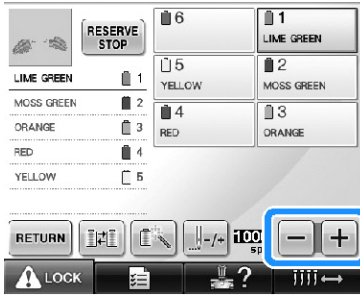 RESERVE
STOP
LIME GREEN 1
MOSS GREEN 2
ORANGE 3
RED 4
YELLOW 5
6
1
LIME GREEN
5
YELLOW
2
MOSS GREEN
4
RED
3
ORANGE
RETURN
-/+
100
sp
− +
LOCK
?